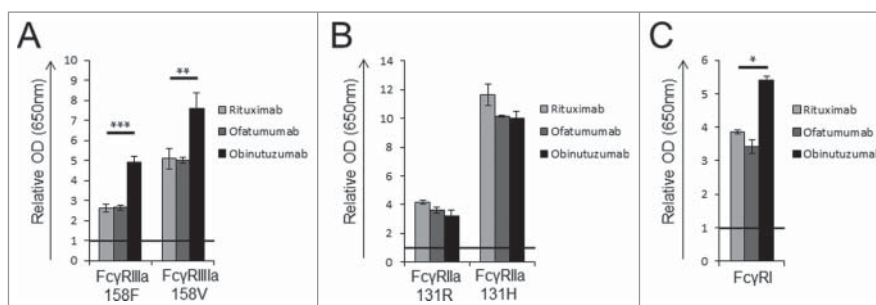 A
Relative OD (650nm)
10
9
8
7
6
5
4
3
2
1
0
***
**
FcγRIIIa
158F
FcγRIIIIa
158V
Rituximab
Ofatumumab
Obinutuzumab
B
Relative OD (650nm)
14
12
10
8
6
4
2
0
FcγRIIa
131R
FcγRIIa
131H
Rituximab
Ofatumumab
Obinutuzumab
C
Relative OD (650nm)
6
5
4
3
2
1
0
*
FcγRI
Rituximab
Ofatumumab
Obinutuzumab